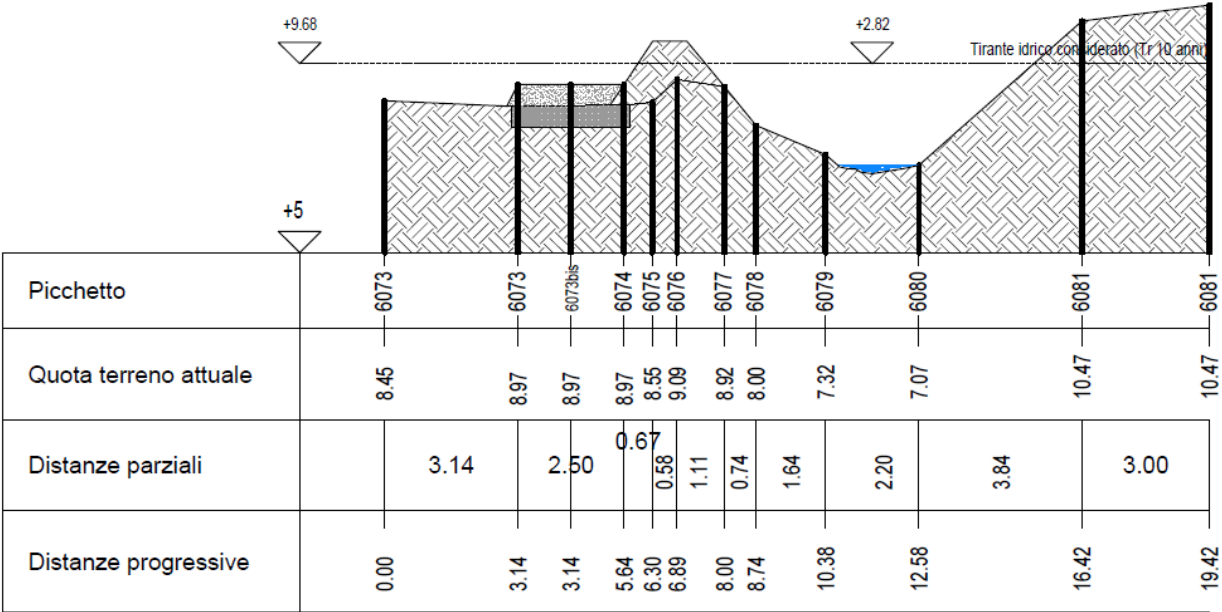 +9.68
+2.82
Tirante idrico considerato (Tr 10 anni)
+5
Picchetto 6073 6073 6073bis 6074 6075 6076 6077 6078 6079 6080 6081 6081
Quota terreno attuale 8.45 8.97 8.97 8.97 8.55 9.09 8.92 8.00 7.32 7.07 10.47 10.47
Distanze parziali 3.14 2.50 0.67 0.58 1.11 0.74 1.64 2.20 3.84 3.00
Distanze progressive 0.00 3.14 3.14 5.64 6.30 6.89 8.00 8.74 10.38 12.58 16.42 19.42